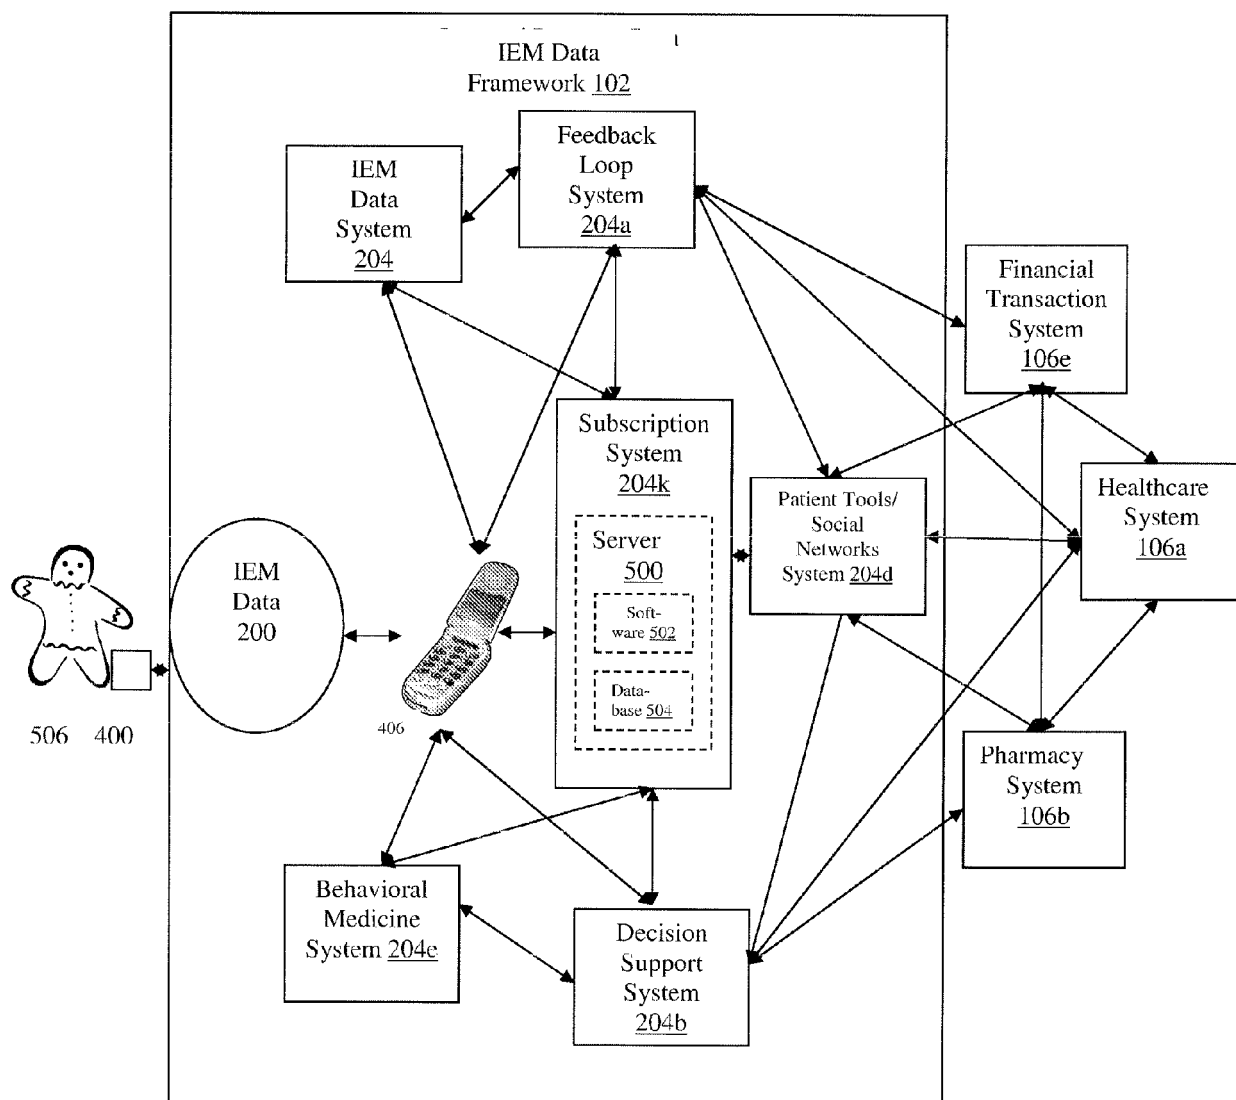 IEM Data
Framework 102
Feedback
Loop
System
204a
IEM
Data
System
204
Financial
Transaction
System
106e
Subscription
System
204k
Server
500
Soft-
ware 502
Data-
base 504
Patient Tools/
Social
Networks
System 204d
Healthcare
System
106a
IEM
Data
200
506 400
406
Pharmacy
System
106b
Behavioral
Medicine
System 204e
Decision
Support
System
204b